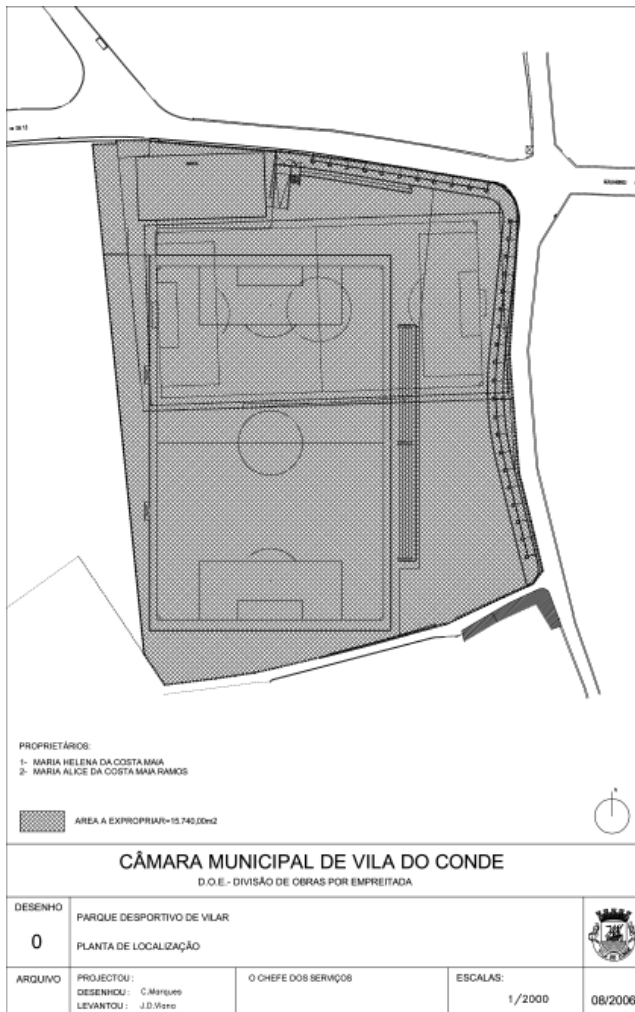 PROPRIETÁRIOS:
1- MARIA HELENA DA COSTA MAIA
2- MARIA ALICE DA COSTA MAIA RAMOS
AREA A EXPROPRIAR=15.740,00m2
N
CÂMARA MUNICIPAL DE VILA DO CONDE
D.O.E.- DIVISÃO DE OBRAS POR EMPREITADA
DESENHO
0
PARQUE DESPORTIVO DE VILAR
PLANTA DE LOCALIZAÇÃO
ARQUIVO
PROJECTOU :
DESENHOU : C.Marques
LEVANTOU : J.D.Viana
O CHEFE DOS SERVIÇOS
ESCALAS:
1/2000
08/2006